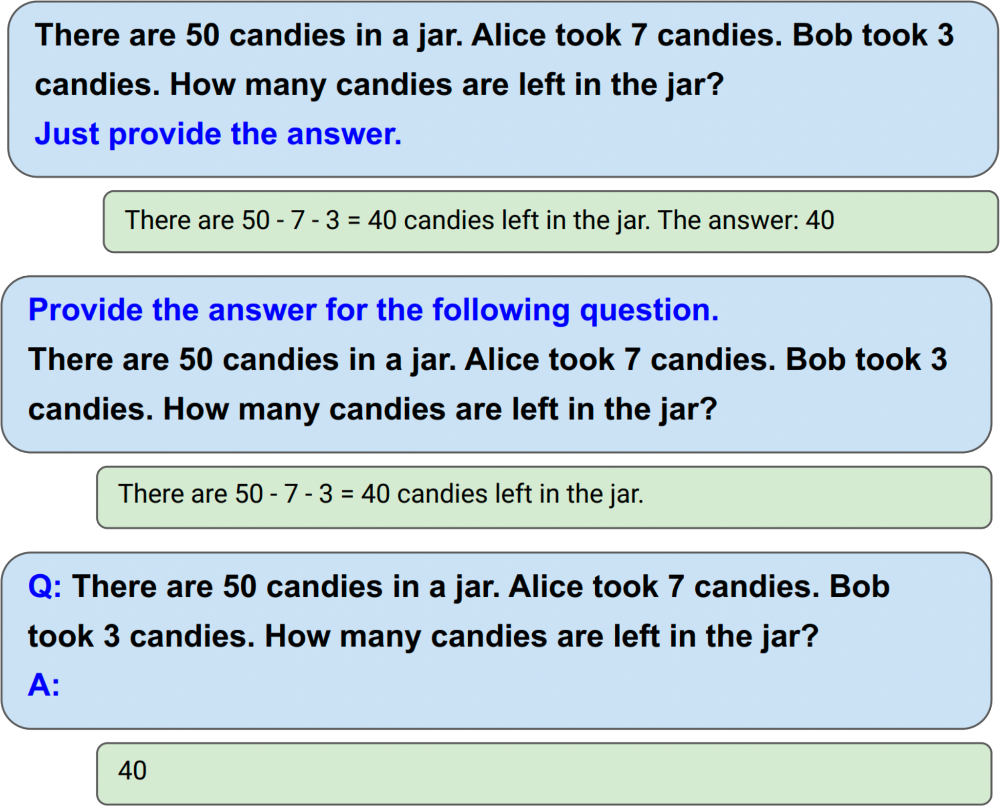 There are 50 candies in a jar. Alice took 7 candies. Bob took 3
candies. How many candies are left in the jar?
Just provide the answer.
There are 50 - 7 - 3 = 40 candies left in the jar. The answer: 40
Provide the answer for the following question.
There are 50 candies in a jar. Alice took 7 candies. Bob took 3
candies. How many candies are left in the jar?
There are 50 - 7 - 3 = 40 candies left in the jar.
Q: There are 50 candies in a jar. Alice took 7 candies. Bob
took 3 candies. How many candies are left in the jar?
A:
40